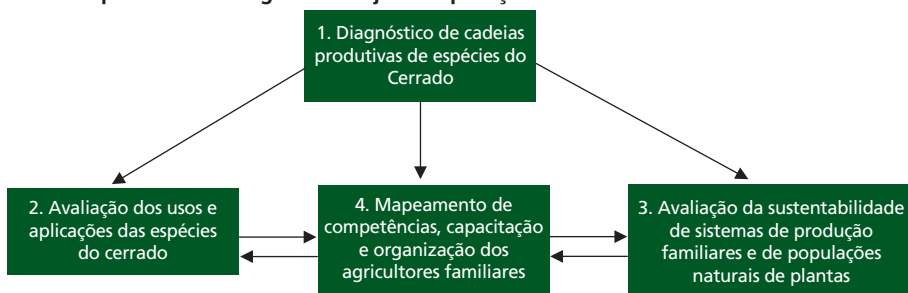 1. Diagnóstico de cadeias
produtivas de espécies do
Cerrado
2. Avaliação dos usos e
aplicações das espécies
do cerrado
4. Mapeamento de
competências, capacitação
e organização dos
agricultores familiares
3. Avaliação da sustentabilidade
de sistemas de produção
familiares e de populações
naturais de plantas